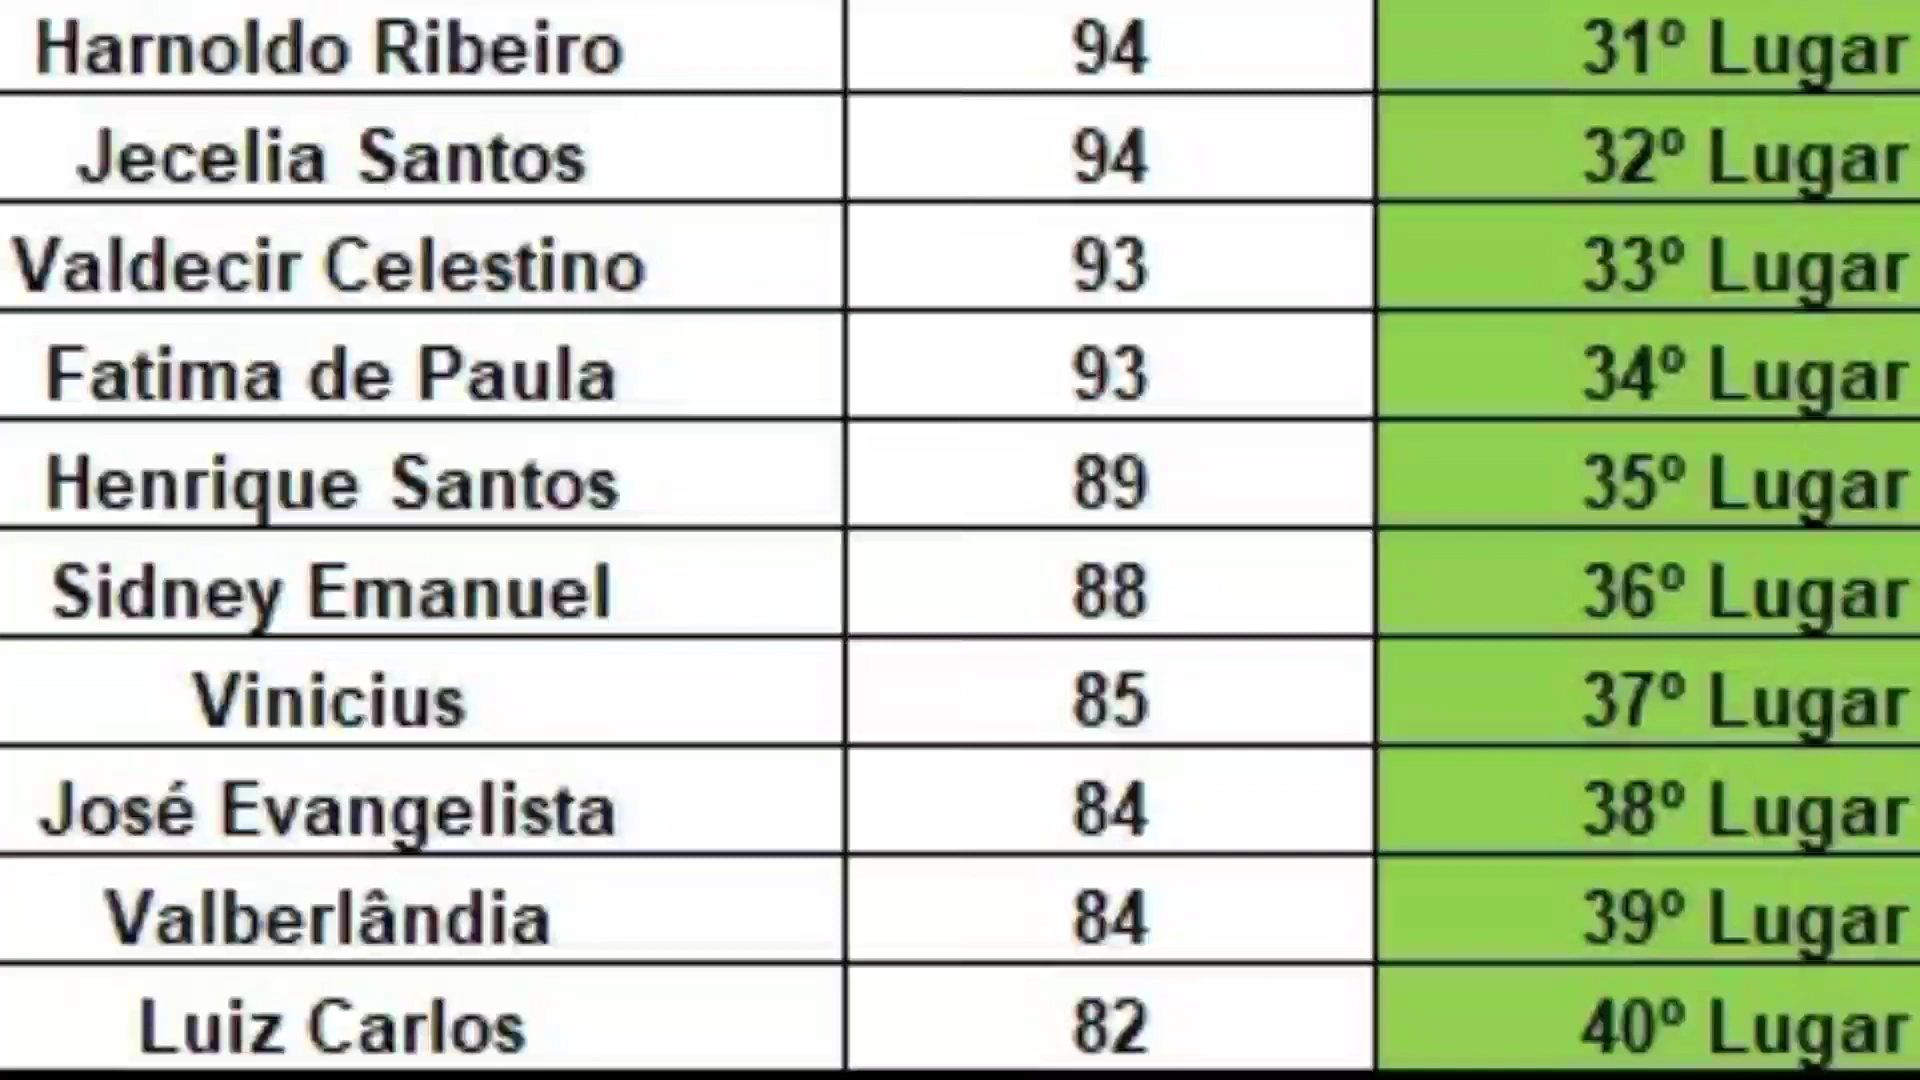 Harnoldo Ribeiro 94 31º Lugar
Jecelia Santos 94 32º Lugar
Valdecir Celestino 93 33º Lugar
Fatima de Paula 93 34º Lugar
Henrique Santos 89 35º Lugar
Sidney Emanuel 88 36º Lugar
Vinicius 85 37º Lugar
José Evangelista 84 38º Lugar
Valberlândia 84 39º Lugar
Luiz Carlos 82 40º Lugar